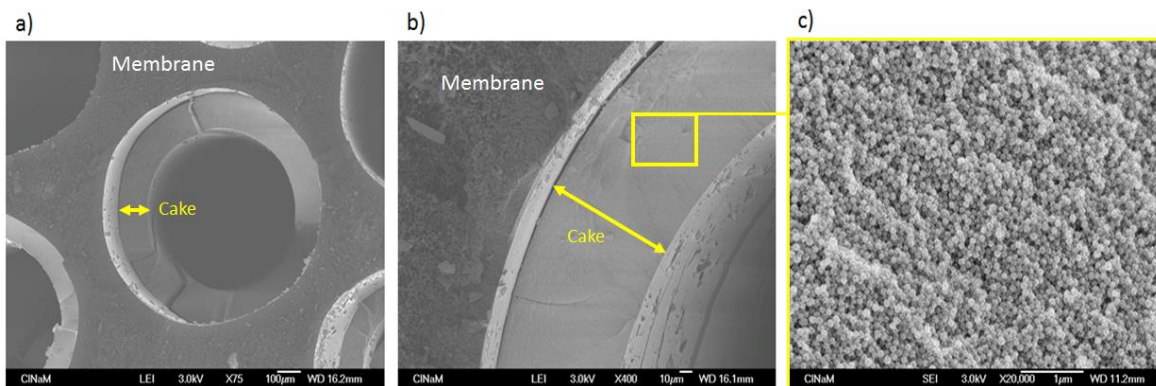 a)
Membrane
Cake
CINaM LEI 3.0kV X75 100μm WD 16.2mm
b)
Membrane
Cake
CINaM LEI 3.0kV X400 10μm WD 16.1mm
c)
CINaM SEI 3.0kV X20,000 1μm WD 11.2mm